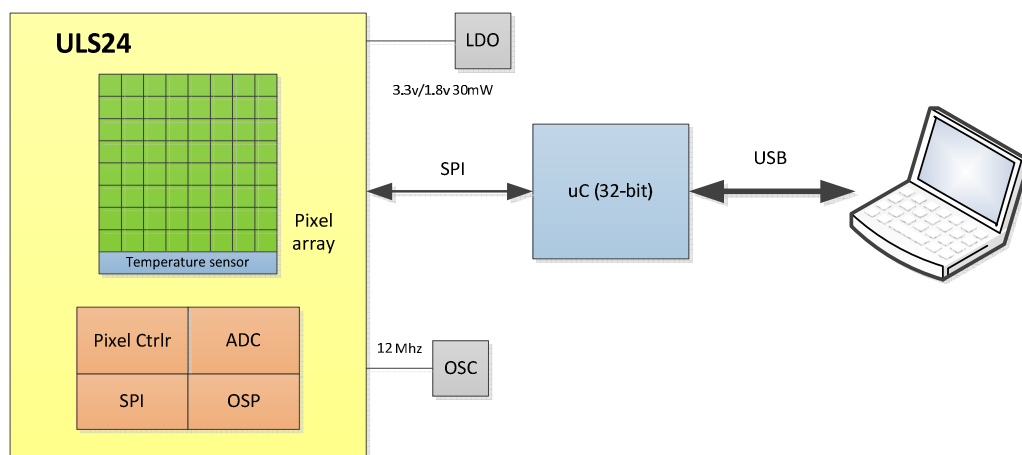 ULS24
LDO
3.3v/1.8v 30mW
SPI
uC (32-bit)
USB
Pixel
array
Temperature sensor
Pixel Ctrlr
ADC
SPI
OSP
12 Mhz
OSC